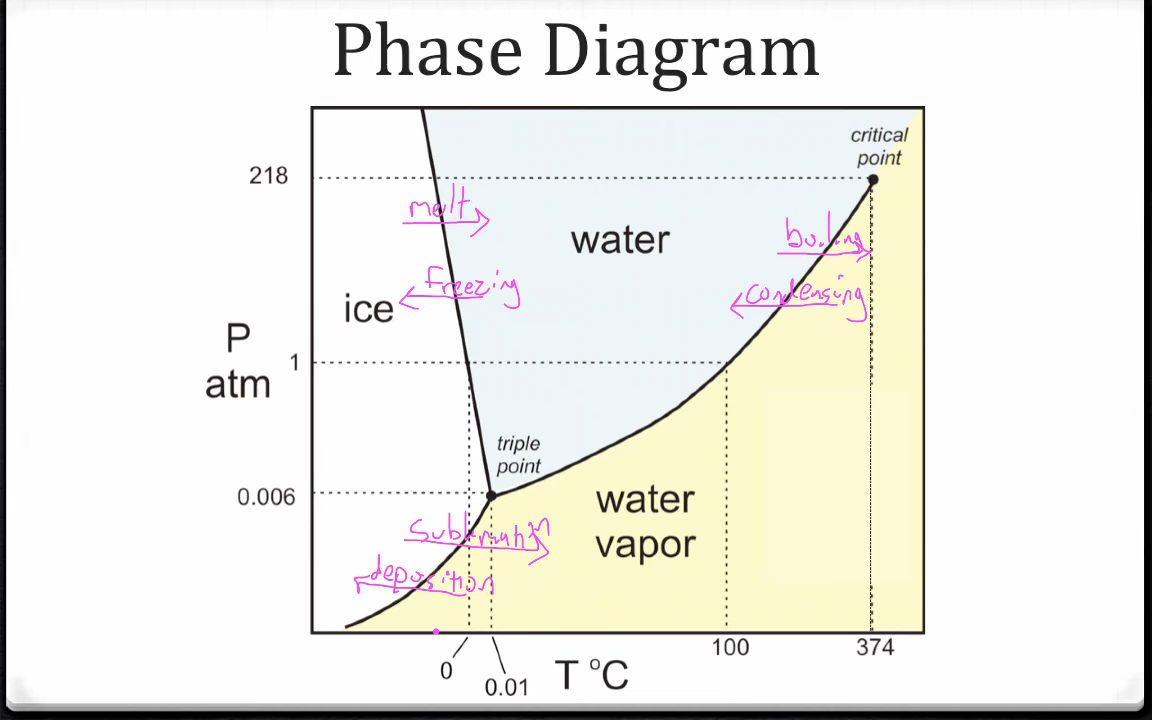 Phase Diagram
critical
point
218
melt
water
boiling
Freezing
condensing
ice
P
atm
1
triple
point
0.006
water
vapor
sublimation
deposition
0
0.01
T °C
100
374